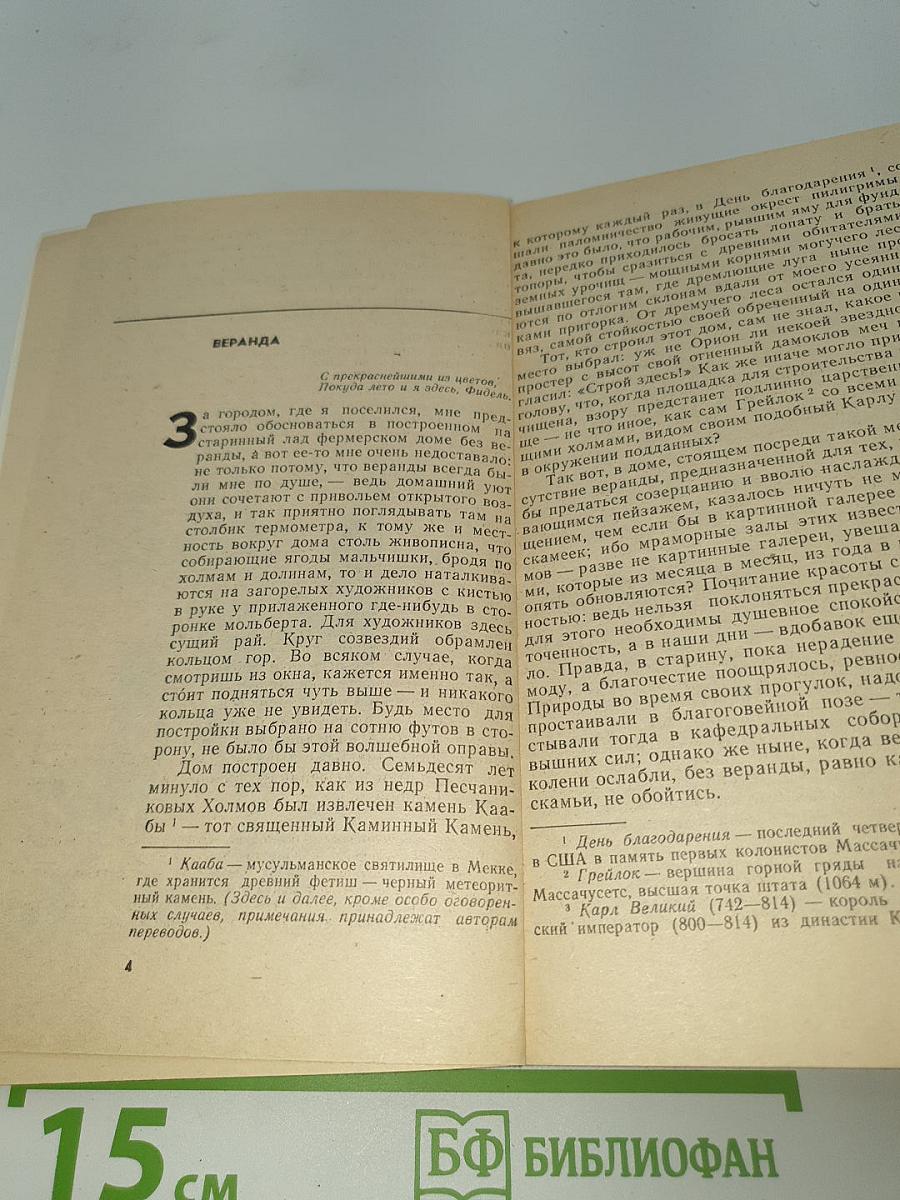 ВЕРАНДА
С прекраснейшими из цветов,
Покуда лето и я здесь, Фидель.
За городом, где я поселился, мне пред-
стояло обосноваться в построенном на
старинный лад фермерском доме без ве-
ранды, а вот ее-то мне очень недоставало:
не только потому, что веранды всегда бы-
ли мне по душе, — ведь домашний уют
они сочетают с привольем открытого воз-
духа, и так приятно поглядывать там на
столбик термометра, к тому же и мест-
ность вокруг дома столь живописна, что
собирающие ягоды мальчишки, бродя по
холмам и долинам, то и дело наталкива-
ются на загорелых художников с кистью
в руке у прилаженного где-нибудь в сто-
ронке мольберта. Для художников здесь
сущий рай. Круг созвездий обрамлен
кольцом гор. Во всяком случае, когда
смотришь из окна, кажется именно так, а
сто́ит подняться чуть выше — и никакого
кольца уже не увидеть. Будь место для
постройки выбрано на сотню футов в сто-
рону, не было бы этой волшебной оправы.
Дом построен давно. Семьдесят лет
минуло с тех пор, как из недр Песчани-
ковых Холмов был извлечен камень Каа-
бы ¹ — тот священный Каминный Камень,
¹ Кааба — мусульманское святилище в Мекке,
где хранится древний фетиш — черный метеорит-
ный камень. (Здесь и далее, кроме особо оговорен-
ных случаев, примечания принадлежат авторам
переводов.)
4
к которому каждый раз, в День благодарения ¹, со
шали паломничество живущие окрест пилигримы
давно это было, что рабочим, рывшим яму для фунд
та, нередко приходилось бросать лопату и брать
топоры, чтобы сразиться с древними обитателями
земных урочищ — мощными корнями могучего лес
вышавшегося там, где дремлющие луга ныне про
ются по отлогим склонам вдали от моего усеянн
ками пригорка. От дремучего леса остался один
вяз, самой стойкостью своей обреченный на один
Тот, кто строил этот дом, сам не знал, какое
место выбрал: уж не Орион ли некоей звездно
простер с высот свой огненный дамоклов меч
гласил: «Строй здесь!» Как же иначе могло при
голову, что, когда площадка для строительства
чищена, взору предстанет подлинно царствен
ще — не что иное, как сам Грейлок ² со всеми
щими холмами, видом своим подобный Карлу
в окружении подданных?
Так вот, в доме, стоящем посреди такой ме
сутствие веранды, предназначенной для тех,
бы предаться созерцанию и вволю наслажд
вающимся пейзажем, казалось ничуть не м
щением, чем если бы в картинной галерее
скамеек; ибо мраморные залы этих извест
мов — разве не картинные галереи, увеша
ми, которые из месяца в месяц, из года в
опять обновляются? Почитание красоты с
ностью: ведь нельзя поклоняться прекрас
для этого необходимы душевное спокойс
точенность, а в наши дни — вдобавок ещ
ло. Правда, в старину, пока нерадение
моду, а благочестие поощрялось, ревно
Природы во время своих прогулок, надо
простаивали в благоговейной позе —
стывали тогда в кафедральных собор
вышних сил; однако же ныне, когда ве
колени ослабли, без веранды, равно ка
скамьи, не обойтись.
¹ День благодарения — последний четвер
в США в память первых колонистов Массачу
² Грейлок — вершина горной гряды на
Массачусетс, высшая точка штата (1064 м).
³ Карл Великий (742—814) — король
ский император (800—814) из династии К
15 см
БФ БИБЛИОФАН